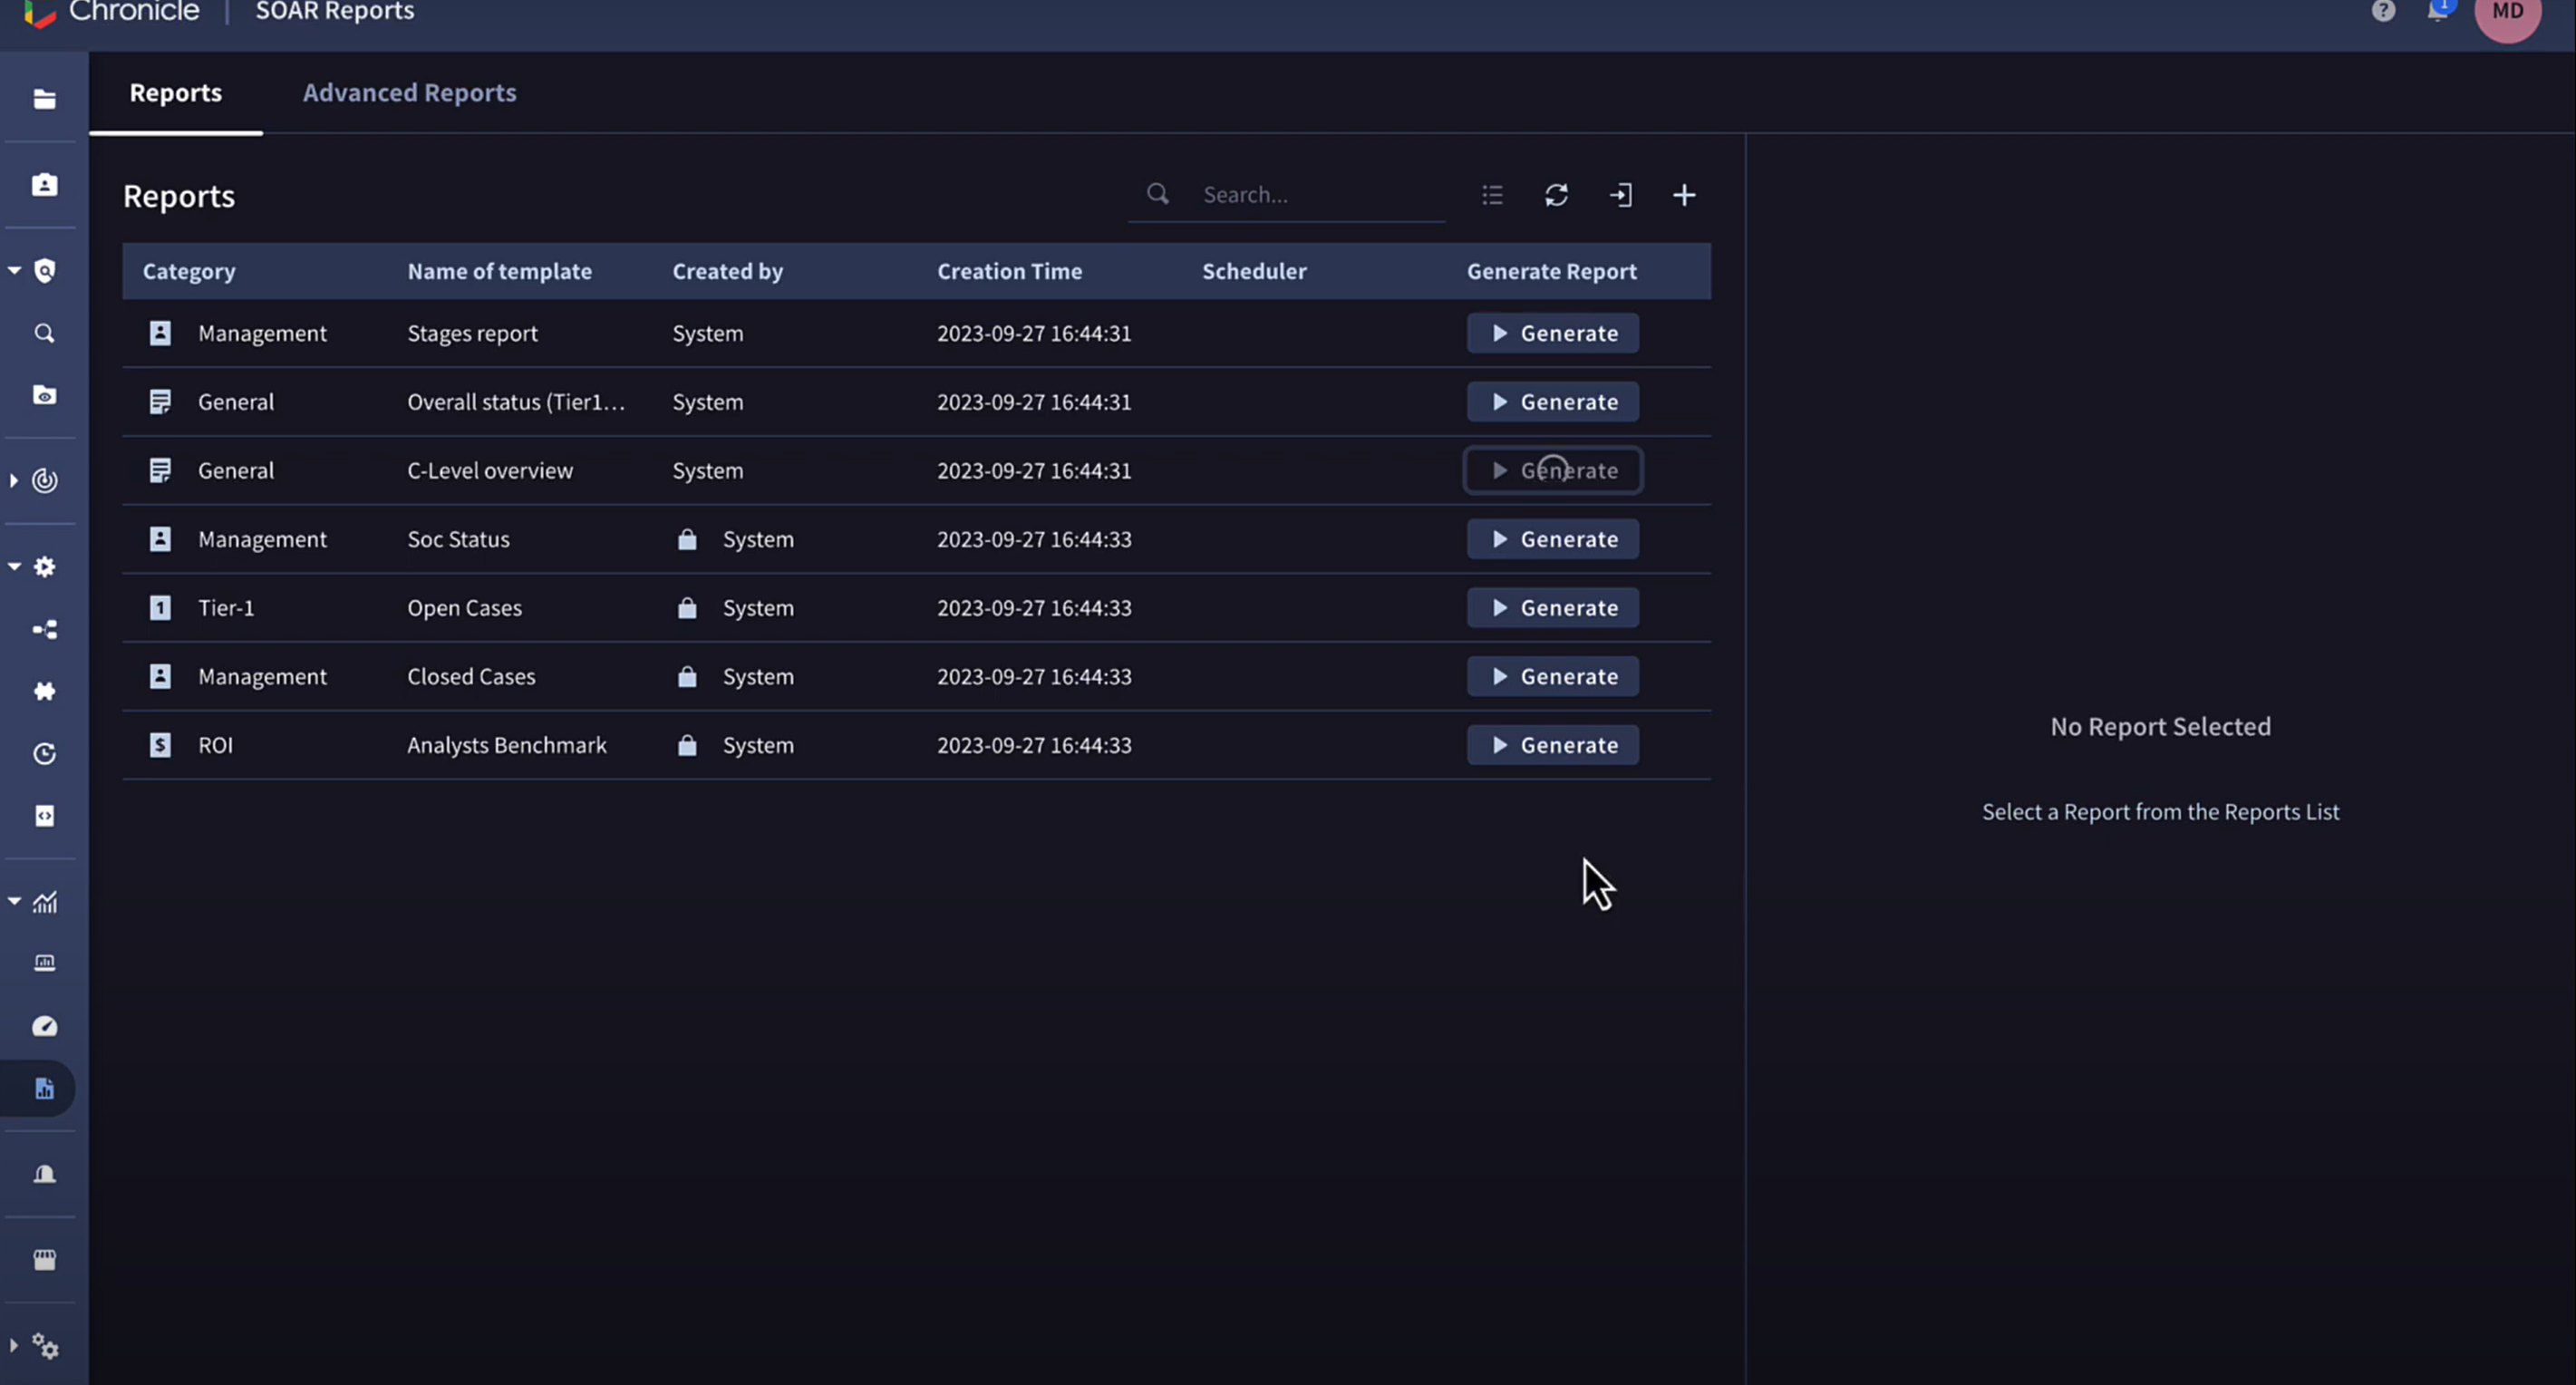 Chronicle | SOAR Reports
1
MD
Reports Advanced Reports
Reports
Search...
Category Name of template Created by Creation Time Scheduler Generate Report
Management Stages report System 2023-09-27 16:44:31 Generate
General Overall status (Tier1... System 2023-09-27 16:44:31 Generate
General C-Level overview System 2023-09-27 16:44:31 Generate
Management Soc Status System 2023-09-27 16:44:33 Generate
1 Tier-1 Open Cases System 2023-09-27 16:44:33 Generate
Management Closed Cases System 2023-09-27 16:44:33 Generate
$ ROI Analysts Benchmark System 2023-09-27 16:44:33 Generate
No Report Selected
Select a Report from the Reports List